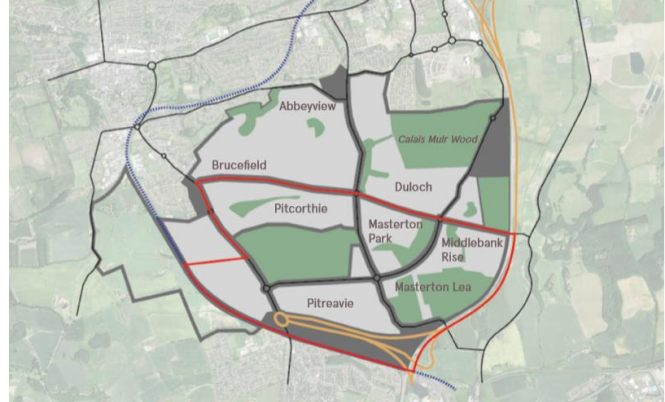 Abbeyview
Calais Muir Wood
Brucefield
Duloch
Pitcorthie
Masterton
Park
Middlebank
Rise
Masterton Lea
Pitreavie